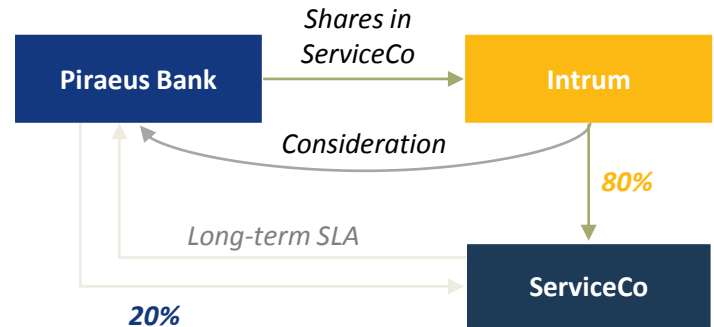 Shares in
ServiceCo
Piraeus Bank
Intrum
Consideration
80%
Long-term SLA
ServiceCo
20%